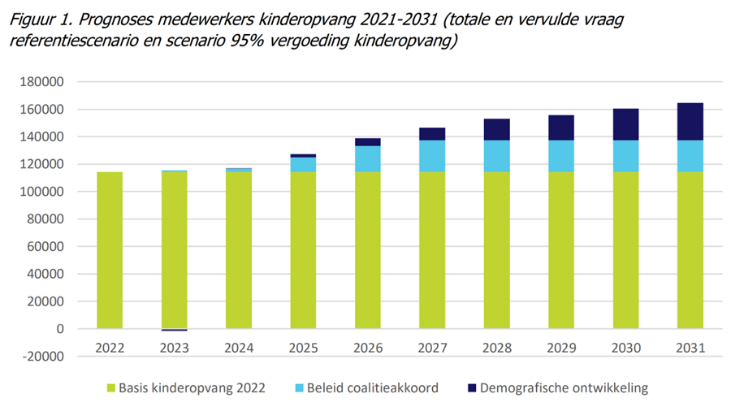 Figuur 1. Prognoses medewerkers kinderopvang 2021-2031 (totale en vervulde vraag
referentiescenario en scenario 95% vergoeding kinderopvang)
180000
160000
140000
120000
100000
80000
60000
40000
20000
0
-20000
2022 2023 2024 2025 2026 2027 2028 2029 2030 2031
Basis kinderopvang 2022 Beleid coalitieakkoord Demografische ontwikkeling